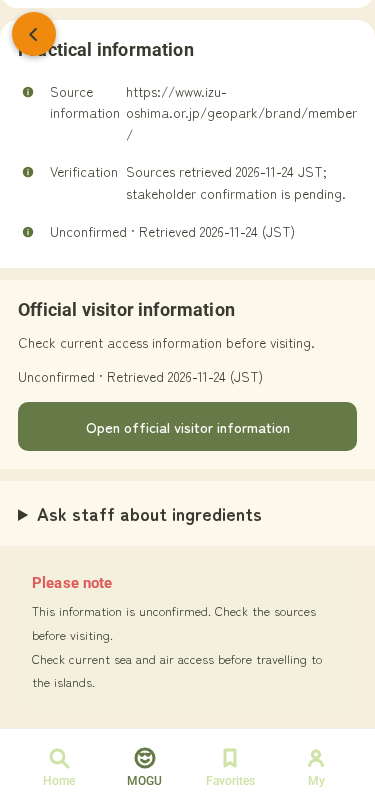 Practical information
Source information
https://www.izu-
oshima.or.jp/geopark/brand/member
/
Verification
Sources retrieved 2026-11-24 JST;
stakeholder confirmation is pending.
Unconfirmed · Retrieved 2026-11-24 (JST)
Official visitor information
Check current access information before visiting.
Unconfirmed · Retrieved 2026-11-24 (JST)
Open official visitor information
Ask staff about ingredients
Please note
This information is unconfirmed. Check the sources
before visiting.
Check current sea and air access before travelling to
the islands.
Home
MOGU
Favorites
My